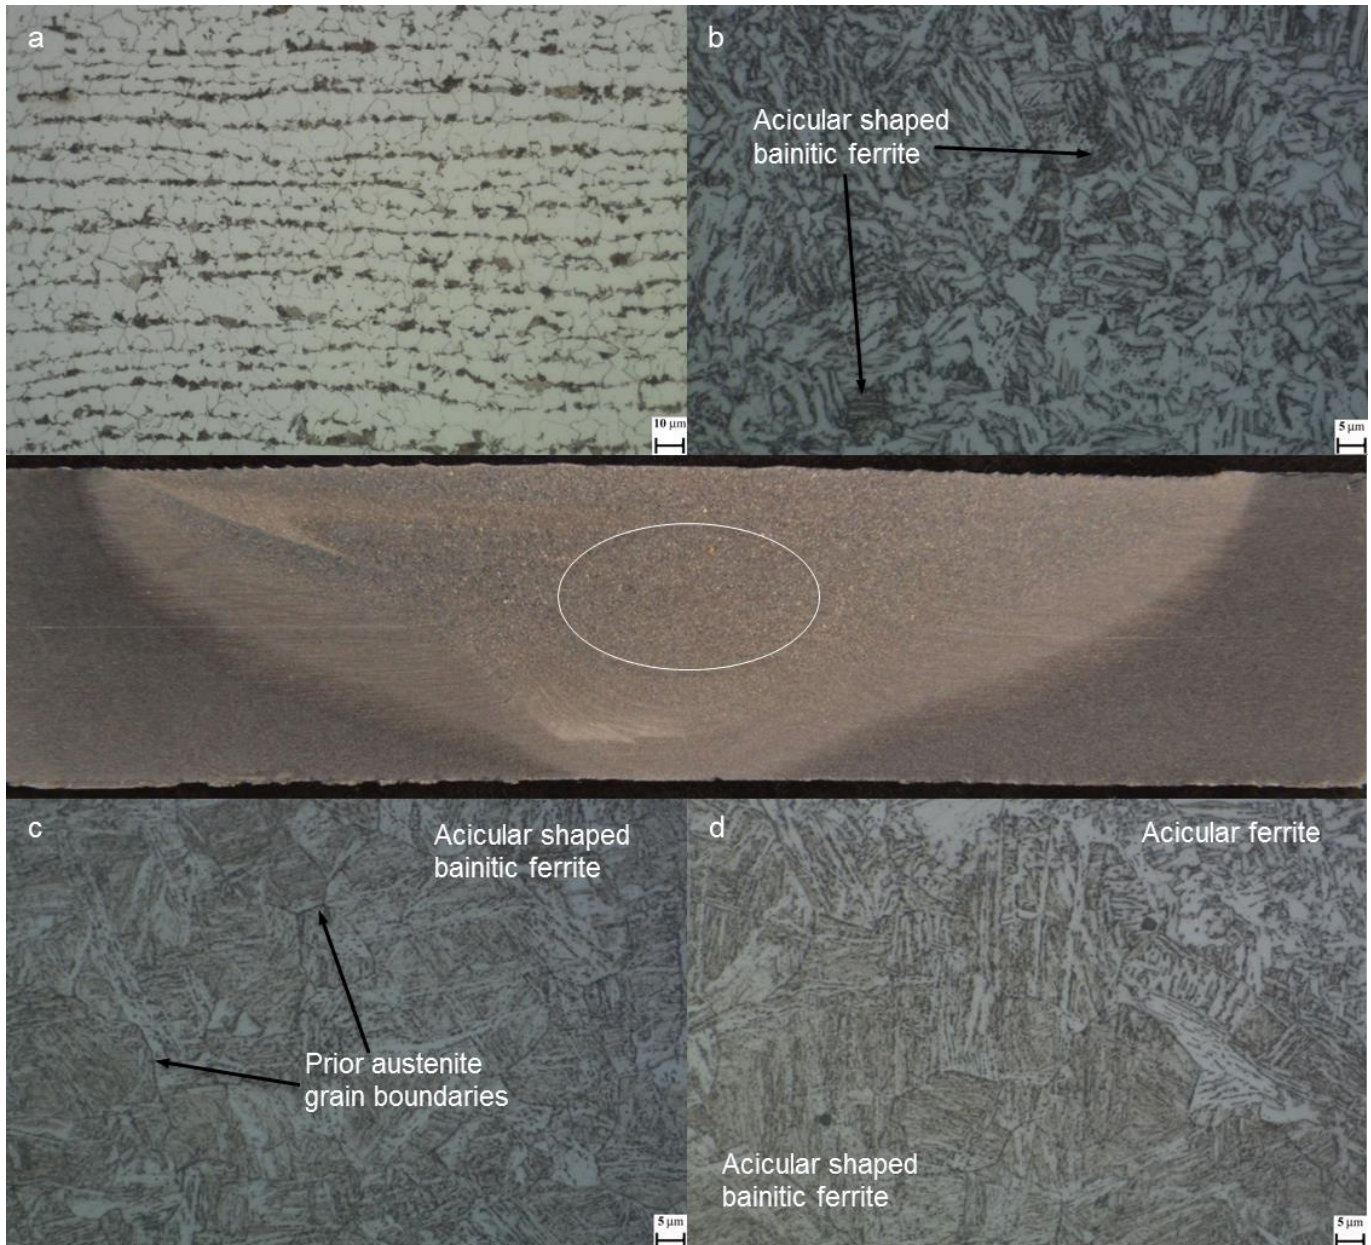 a
b
Acicular shaped
bainitic ferrite
10 µm
5 µm
c
Acicular shaped
bainitic ferrite
Prior austenite
grain boundaries
5 µm
d
Acicular ferrite
Acicular shaped
bainitic ferrite
5 µm